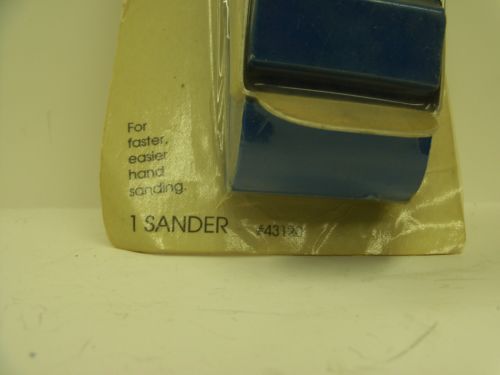 For
faster,
easier
hand
sanding.
1 SANDER